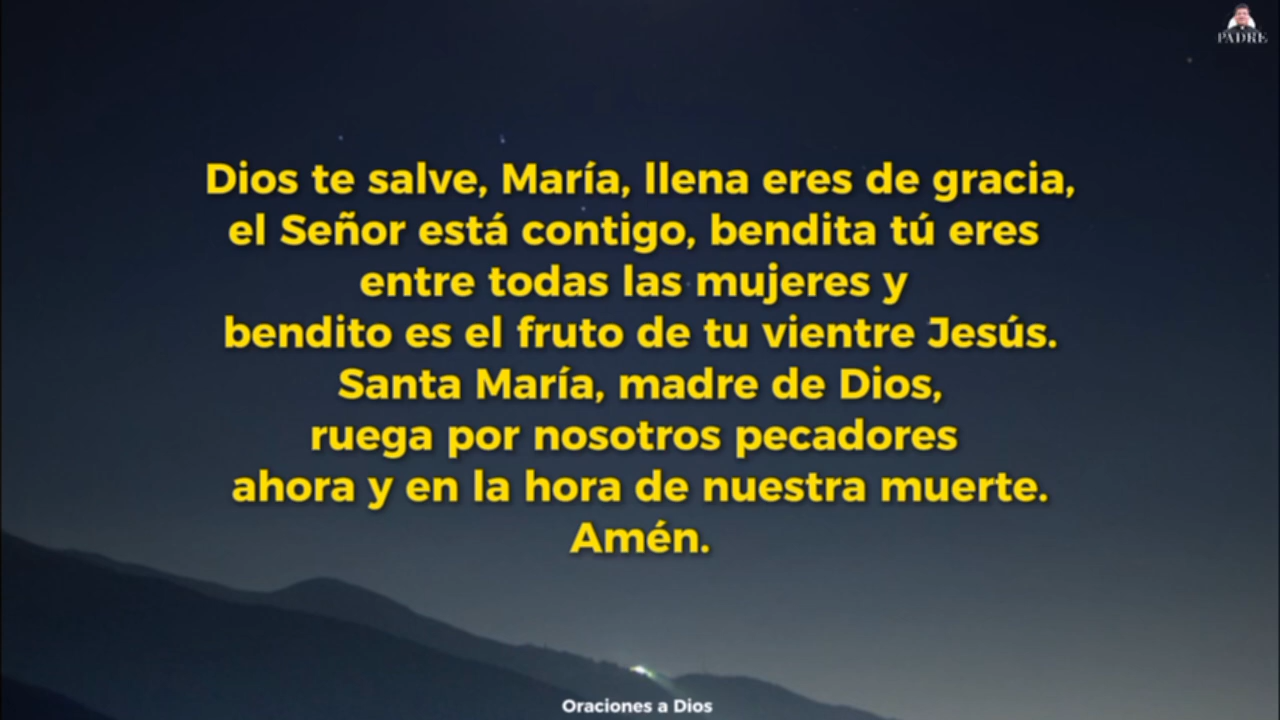 PADRE
Dios te salve, María, llena eres de gracia,
el Señor está contigo, bendita tú eres
entre todas las mujeres y
bendito es el fruto de tu vientre Jesús.
Santa María, madre de Dios,
ruega por nosotros pecadores
ahora y en la hora de nuestra muerte.
Amén.
Oraciones a Dios